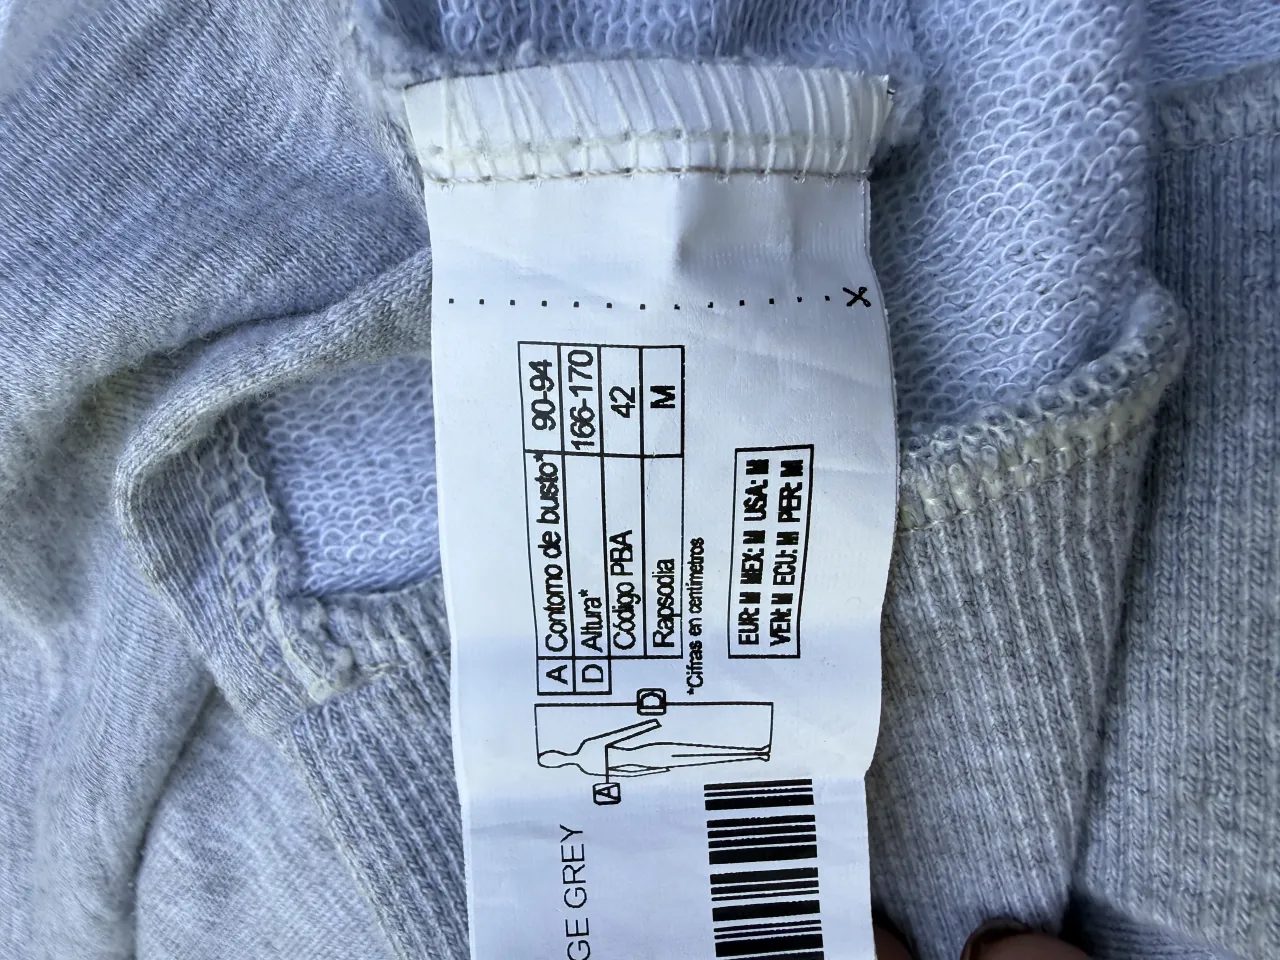 A Contorno de busto* 90-94
D Altura* 166-170
Código PBA 42
Rapsodia M
*Cifras en centímetros
EUR: M MEX: M USA: M
VEN: M ECU: M PER: M
D
A
GE GREY